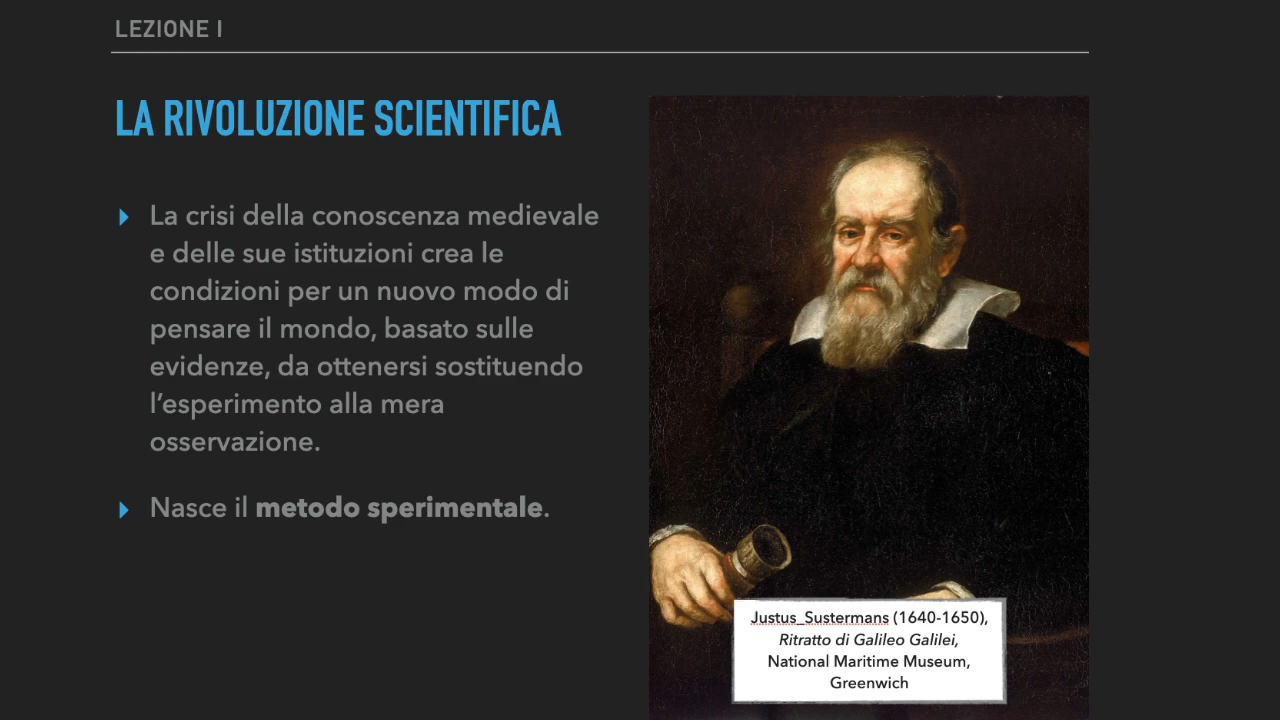 LEZIONE I
LA RIVOLUZIONE SCIENTIFICA
La crisi della conoscenza medievale
e delle sue istituzioni crea le
condizioni per un nuovo modo di
pensare il mondo, basato sulle
evidenze, da ottenersi sostituendo
l’esperimento alla mera
osservazione.
Nasce il metodo sperimentale.
Justus_Sustermans (1640-1650),
Ritratto di Galileo Galilei,
National Maritime Museum,
Greenwich